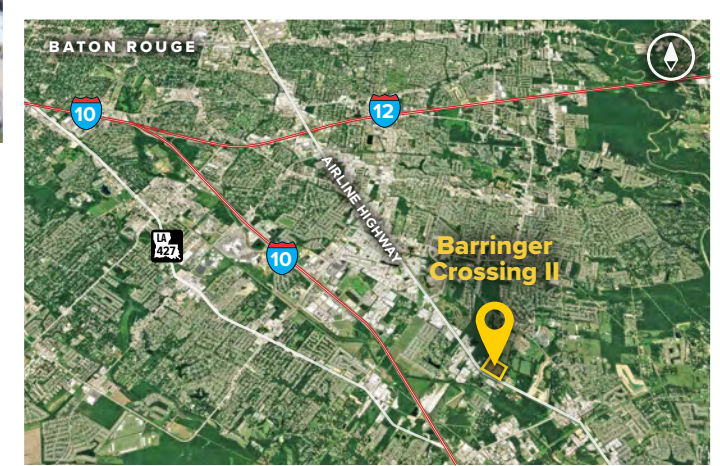 BATON ROUGE
10
12
AIRLINE HIGHWAY
LA
427
10
Barringer
Crossing II